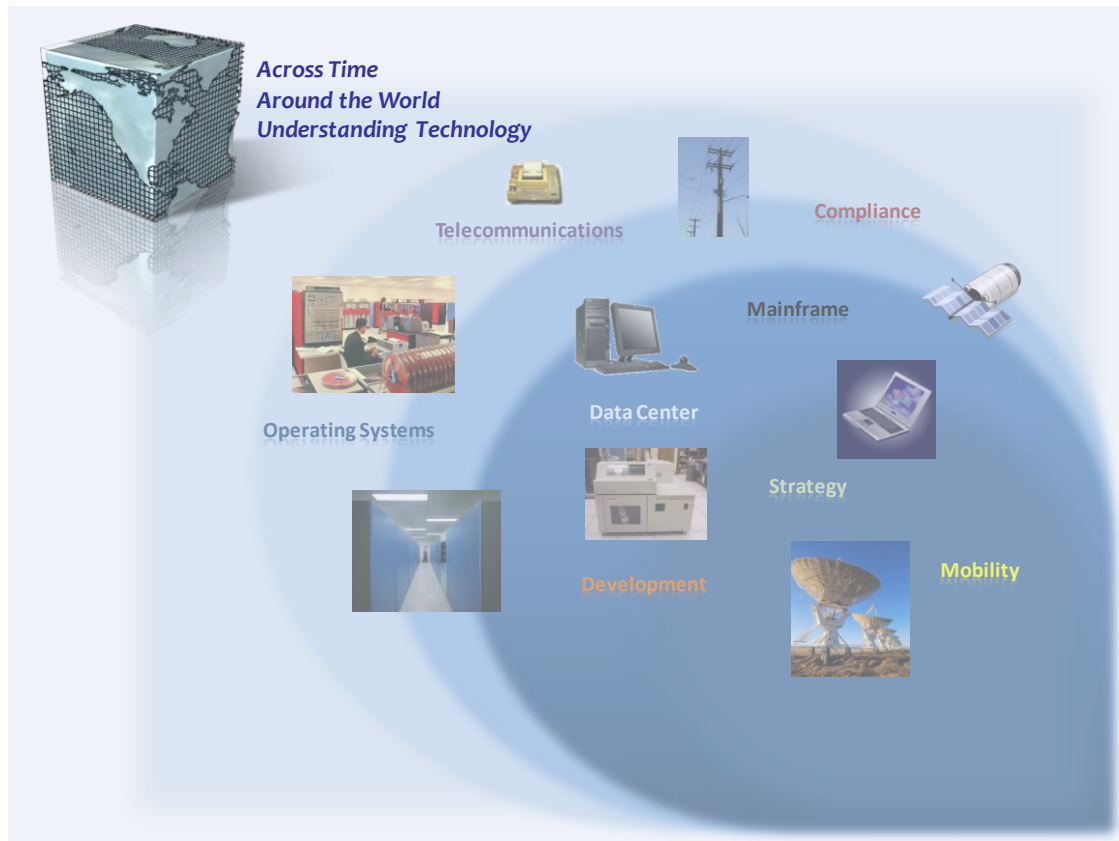 Across Time
Around the World
Understanding Technology
Compliance
Telecommunications
Mainframe
Data Center
Operating Systems
Strategy
Mobility
Development